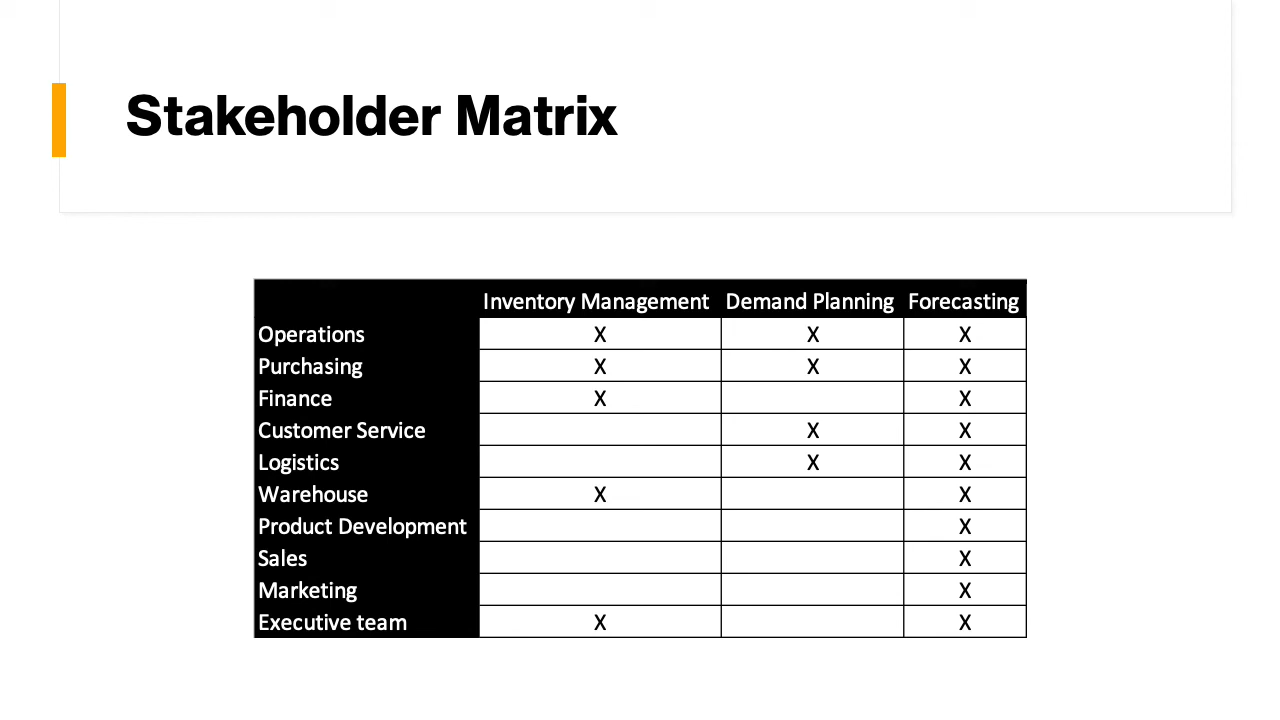 Stakeholder Matrix
Inventory Management Demand Planning Forecasting
Operations X X X
Purchasing X X X
Finance X X
Customer Service X X
Logistics X X
Warehouse X X
Product Development X
Sales X
Marketing X
Executive team X X